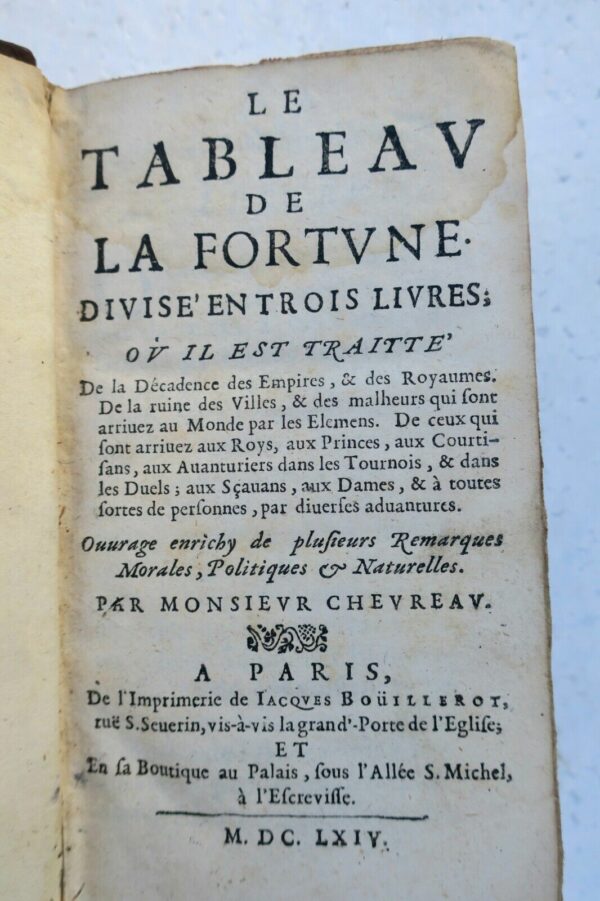 LE
TABLEAV
DE
LA FORTVNE.
DIVISE' EN TROIS LIVRES;
OÙ IL EST TRAITTE'
De la Décadence des Empires, & des Royaumes.
De la ruine des Villes, & des malheurs qui ſont
arriuez au Monde par les Elemens. De ceux qui
ſont arriuez aux Roys, aux Princes, aux Courti-
ſans, aux Auanturiers dans les Tournois, & dans
les Duels; aux Sçauans, aux Dames, & à toutes
ſortes de perſonnes, par diuerſes aduantures.
Ouurage enrichy de pluſieurs Remarques
Morales, Politiques & Naturelles.
PAR MONSIEVR CHEVREAV.
A PARIS,
De l'Imprimerie de IACQVES BOÜILLEROT,
ruë S. Seuerin, vis-à-vis la grand'-Porte de l'Egliſe;
ET
En ſa Boutique au Palais, ſous l'Allée S. Michel,
à l'Eſcreviſſe.
M. DC. LXIV.